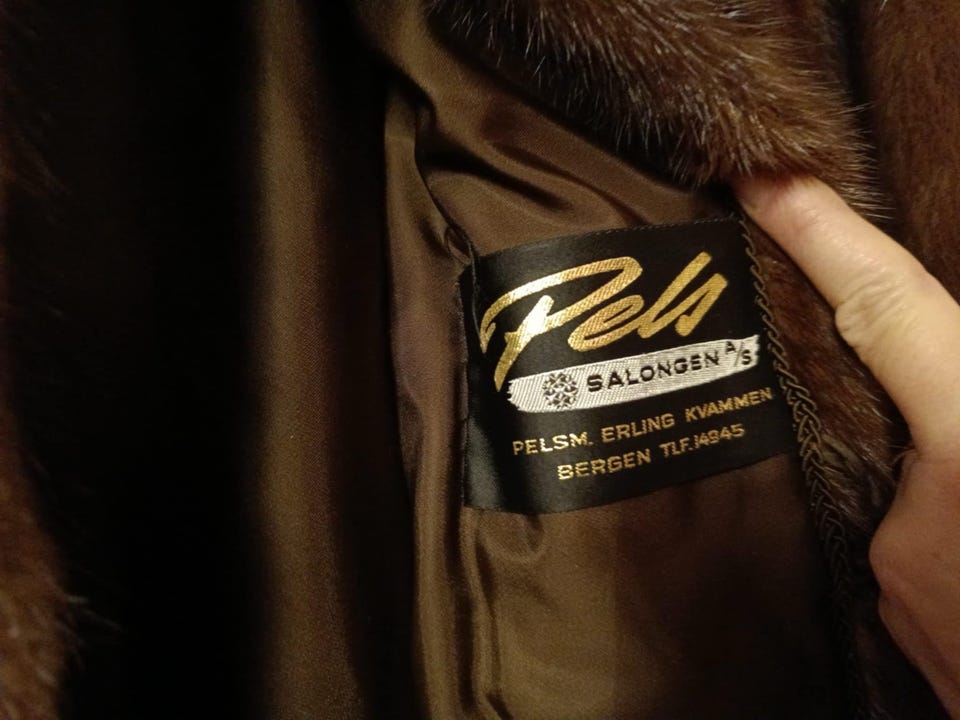 Pels
SALONGEN A/S
PELSM. ERLING KVAMMEN
BERGEN TLF. 14945